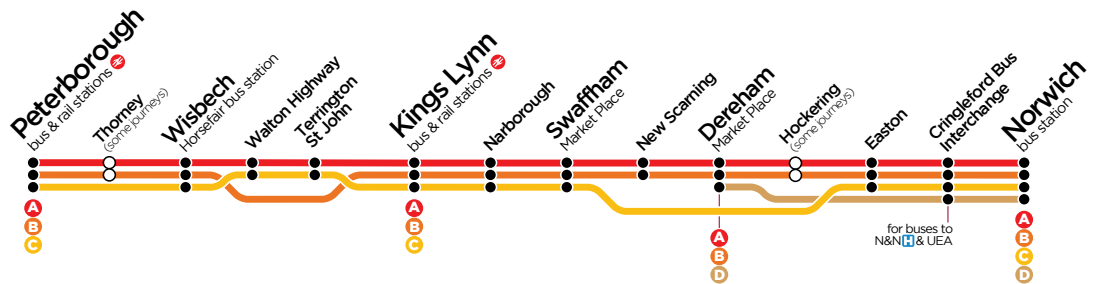 Peterborough
bus & rail stations
Thorney
(some journeys)
Wisbech
Horsefair bus station
Walton Highway
Terrington
St John
Kings Lynn
bus & rail stations
Narborough
Swaffham
Market Place
New Scarning
Dereham
Market Place
Hockering
(some journeys)
Easton
Cringleford Bus
Interchange
Norwich
bus station
A
B
C
A
B
C
A
B
D
for buses to
N&N H & UEA
A
B
C
D